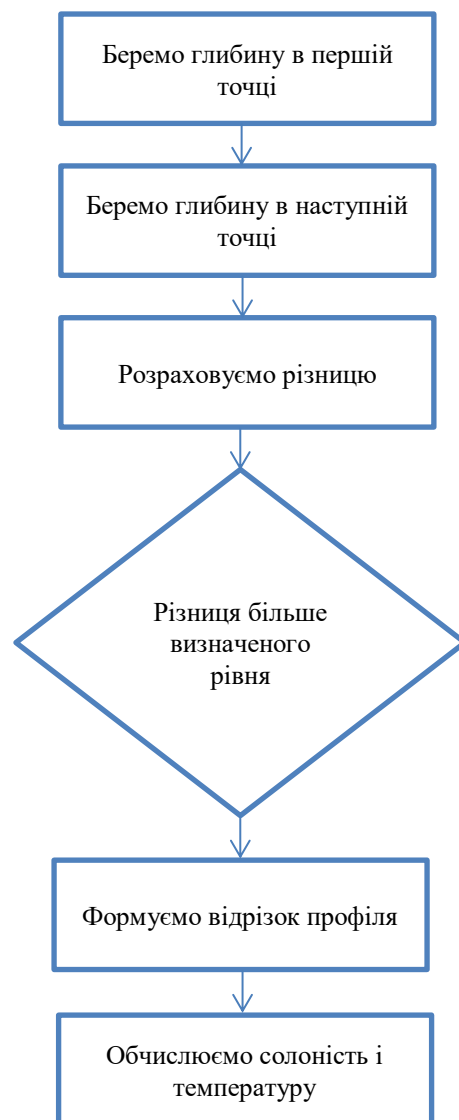 Беремо глибину в першій
точці
Беремо глибину в наступній
точці
Розраховуємо різницю
Різниця більше
визначеного
рівня
Формуємо відрізок профіля
Обчислюємо солоність і
температуру